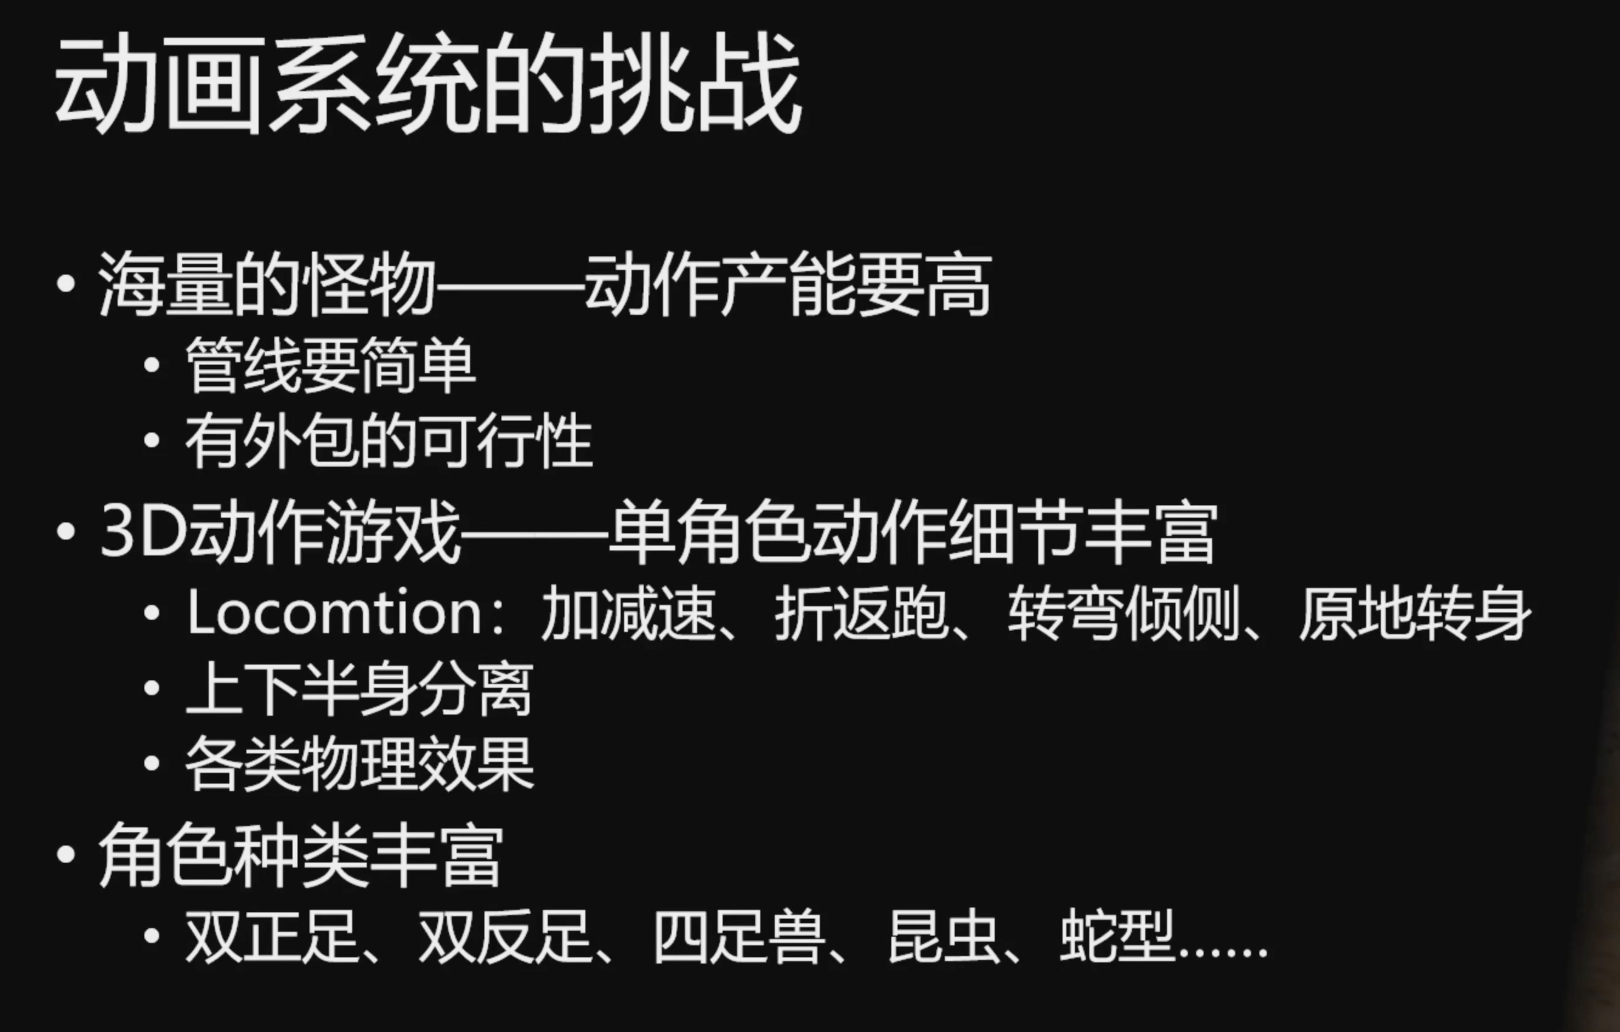 动画系统的挑战
• 海量的怪物——动作产能要高
• 管线要简单
• 有外包的可行性
• 3D动作游戏——单角色动作细节丰富
• Locomtion：加减速、折返跑、转弯倾侧、原地转身
• 上下半身分离
• 各类物理效果
• 角色种类丰富
• 双正足、双反足、四足兽、昆虫、蛇型……